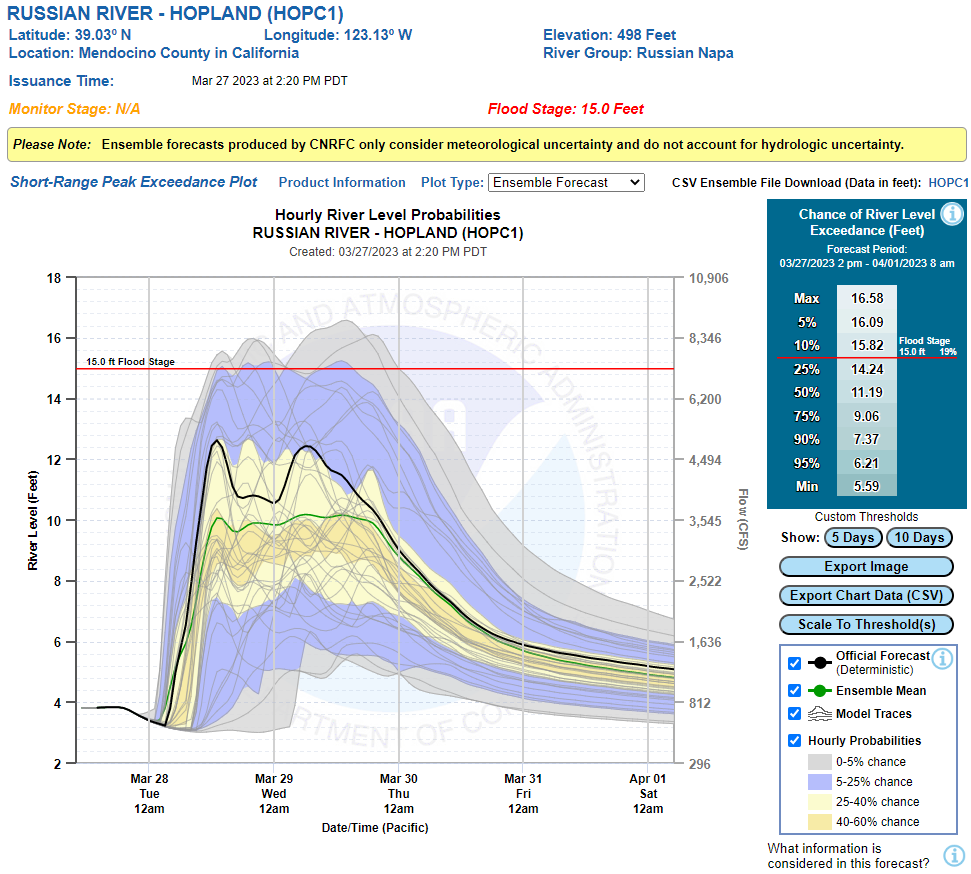 RUSSIAN RIVER - HOPLAND (HOPC1)
Latitude: 39.03º N Longitude: 123.13º W Elevation: 498 Feet
Location: Mendocino County in California River Group: Russian Napa
Issuance Time: Mar 27 2023 at 2:20 PM PDT
Monitor Stage: N/A Flood Stage: 15.0 Feet
Please Note: Ensemble forecasts produced by CNRFC only consider meteorological uncertainty and do not account for hydrologic uncertainty.
Short-Range Peak Exceedance Plot Product Information Plot Type: Ensemble Forecast CSV Ensemble File Download (Data in feet): HOPC1
Hourly River Level Probabilities
RUSSIAN RIVER - HOPLAND (HOPC1)
Created: 03/27/2023 at 2:20 PM PDT
18 10,906
16 8,346
15.0 ft Flood Stage
14 6,200
12 4,494
10 3,545
8 2,522
6 1,636
4 812
2 296
River Level (Feet)
Flow (CFS)
AND ATMOSPHERIC ADMINISTRATION
Mar 28 Mar 29 Mar 30 Mar 31 Apr 01
Tue Wed Thu Fri Sat
12am 12am 12am 12am 12am
Date/Time (Pacific)
Chance of River Level
Exceedance (Feet)
Forecast Period:
03/27/2023 2 pm - 04/01/2023 8 am
Max 16.58
5% 16.09
10% 15.82
Flood Stage
15.0 ft 19%
25% 14.24
50% 11.19
75% 9.06
90% 7.37
95% 6.21
Min 5.59
Custom Thresholds
Show: 5 Days 10 Days
Export Image
Export Chart Data (CSV)
Scale To Threshold(s)
Official Forecast
(Deterministic)
Ensemble Mean
Model Traces
Hourly Probabilities
0-5% chance
5-25% chance
25-40% chance
40-60% chance
What information is
considered in this forecast?